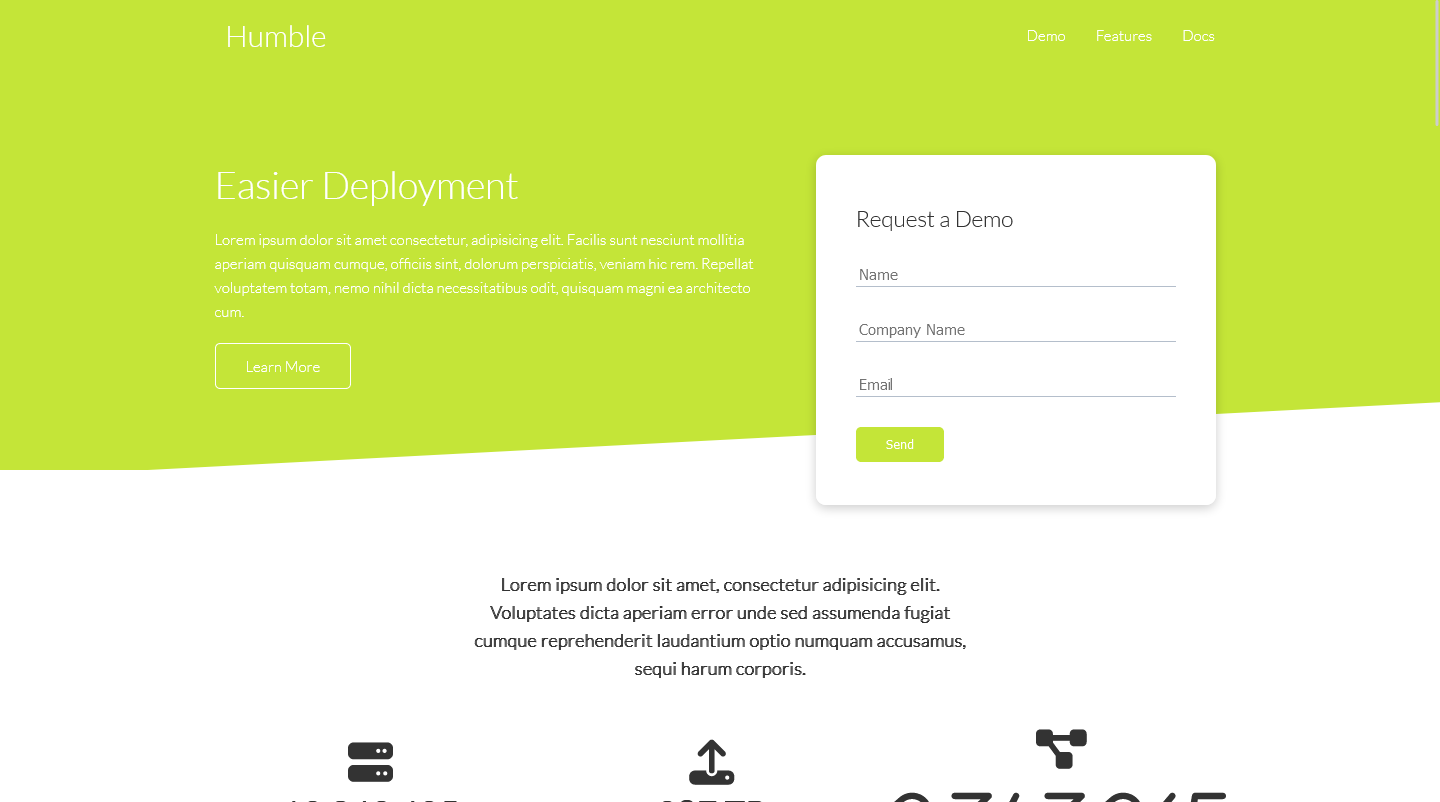 Humble
Demo
Features
Docs
Easier Deployment
Lorem ipsum dolor sit amet consectetur, adipisicing elit. Facilis sunt nesciunt mollitia
aperiam quisquam cumque, officiis sint, dolorum perspiciatis, veniam hic rem. Repellat
voluptatem totam, nemo nihil dicta necessitatibus odit, quisquam magni ea architecto
cum.
Learn More
Request a Demo
Name
Company Name
Email
Send
Lorem ipsum dolor sit amet, consectetur adipisicing elit.
Voluptates dicta aperiam error unde sed assumenda fugiat
cumque reprehenderit laudantium optio numquam accusamus,
sequi harum corporis.